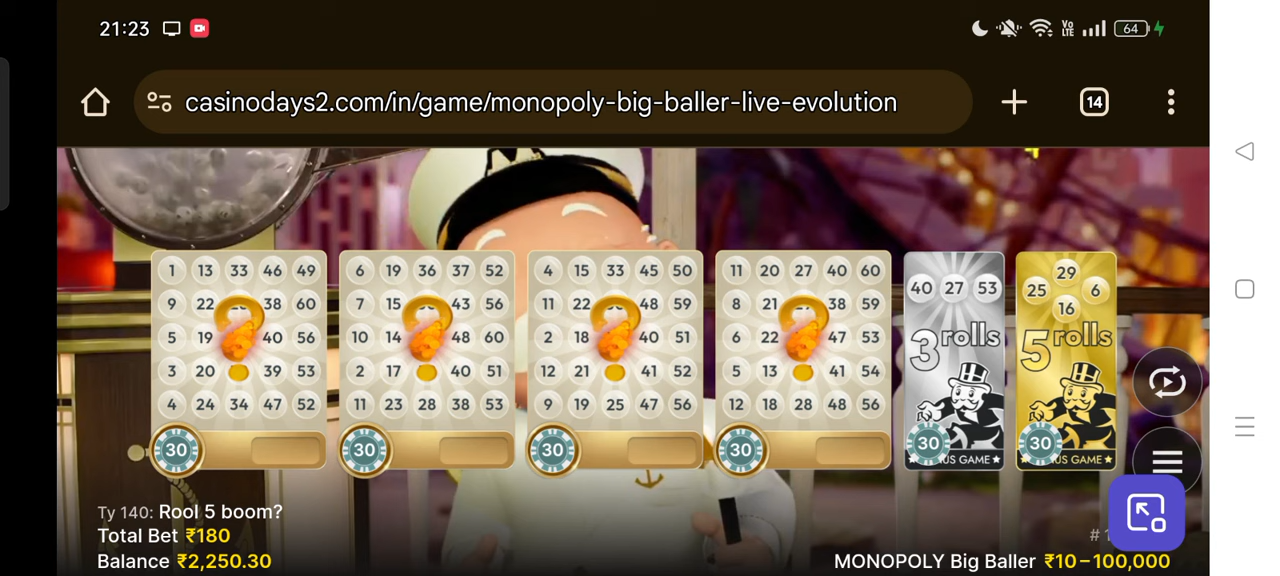 21:23 Vo LTE 64
casinodays2.com/in/game/monopoly-big-baller-live-evolution 14
1 13 33 46 49
9 22 38 60
5 19 40 56
3 20 39 53
4 24 34 47 52
30
6 19 36 37 52
7 15 43 56
10 14 48 60
2 17 40 51
11 23 28 38 53
30
4 15 33 45 50
11 22 48 59
2 18 40 51
12 21 41 52
9 19 25 47 56
30
11 20 27 40 60
8 21 38 59
6 22 47 53
5 13 41 54
12 18 28 48 56
30
40 27 53
3 rolls
30
US GAME
29
25 6
16
5 rolls
30
US GAME
Ty 140: Rool 5 boom?
Total Bet ₹180
Balance ₹2,250.30
# 1
MONOPOLY Big Baller ₹10–100,000